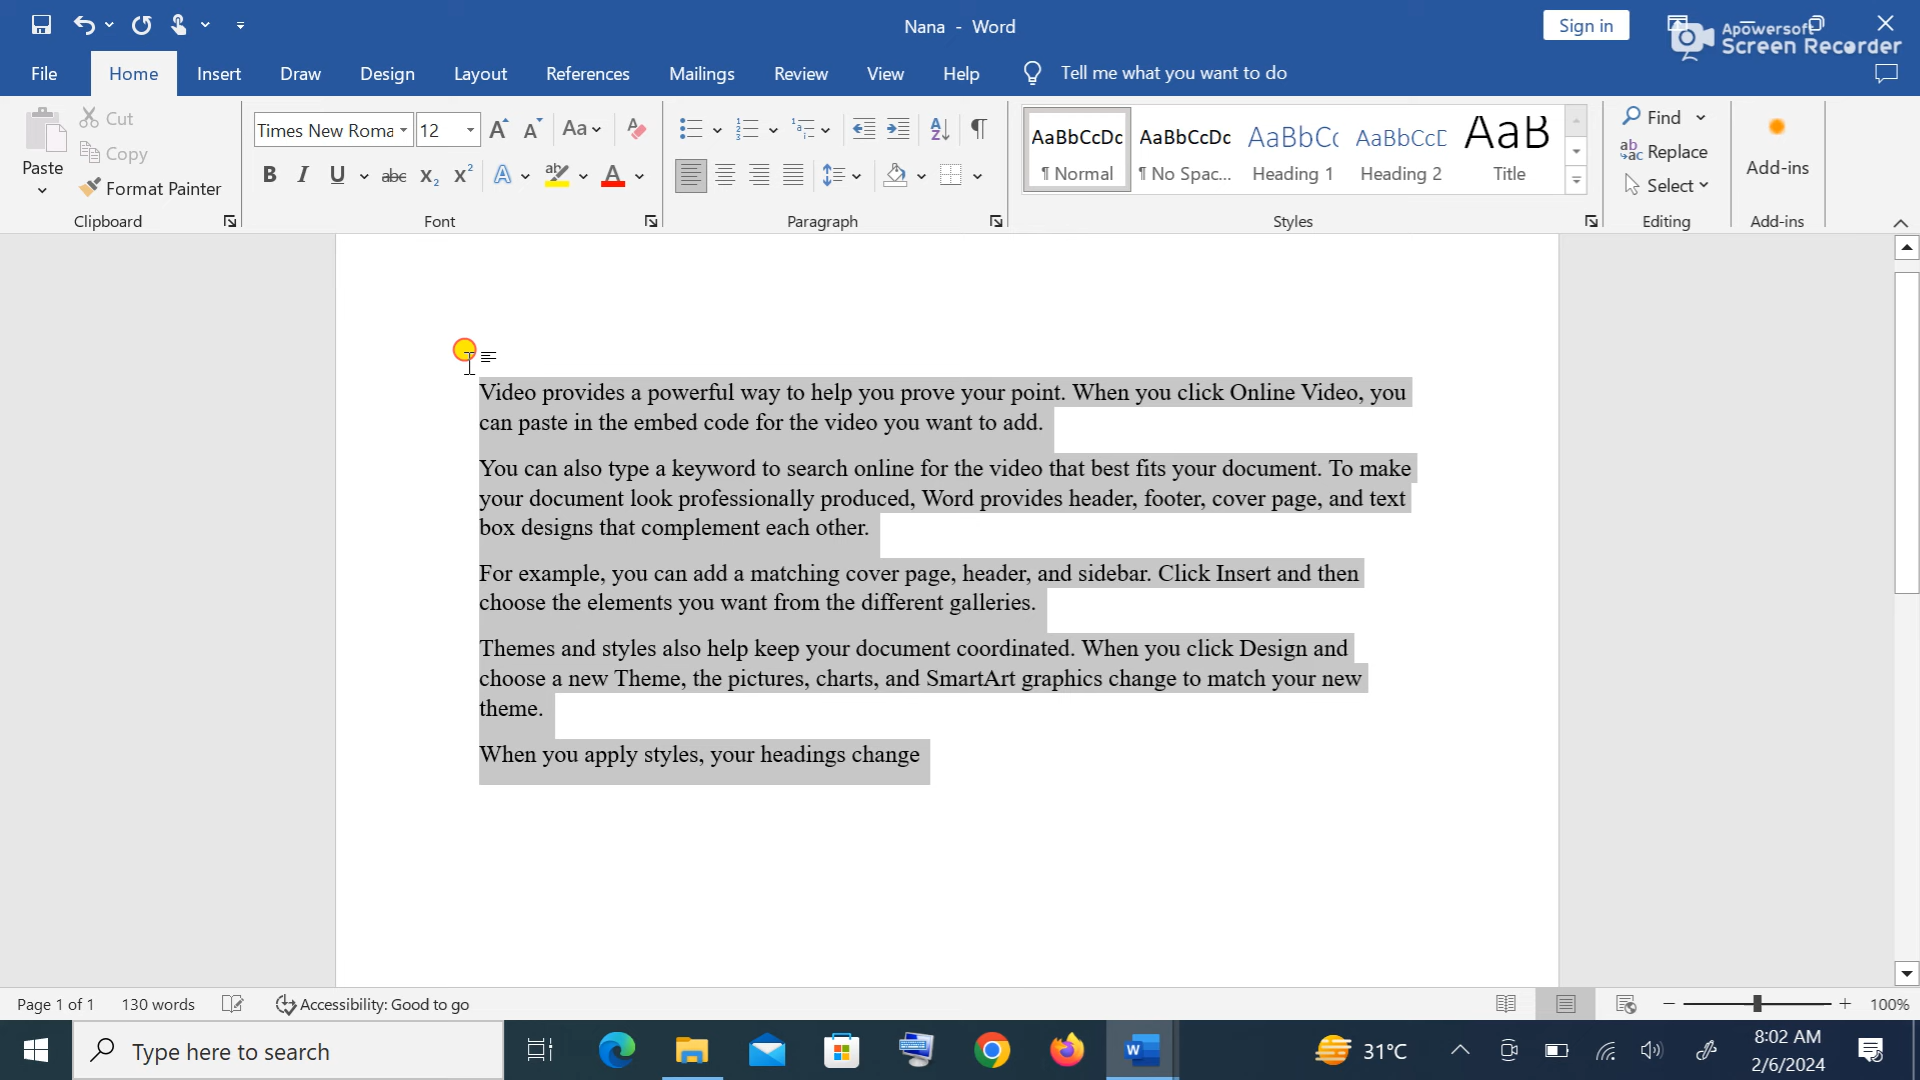 Nana - Word
Sign in
Apowersoft
Screen Recorder
File Home Insert Draw Design Layout References Mailings Review View Help Tell me what you want to do
Paste
Cut
Copy
Format Painter
Clipboard
Times New Roma 12
Aa
B I U abc X₂ X² A ab A
Font
Paragraph
AaBbCcDc AaBbCcDc AaBbCc AaBbCcD AaB
¶ Normal ¶ No Spac... Heading 1 Heading 2 Title
Styles
Find
Replace
Select
Editing
Add-ins
Add-ins
Video provides a powerful way to help you prove your point. When you click Online Video, you
can paste in the embed code for the video you want to add.
You can also type a keyword to search online for the video that best fits your document. To make
your document look professionally produced, Word provides header, footer, cover page, and text
box designs that complement each other.
For example, you can add a matching cover page, header, and sidebar. Click Insert and then
choose the elements you want from the different galleries.
Themes and styles also help keep your document coordinated. When you click Design and
choose a new Theme, the pictures, charts, and SmartArt graphics change to match your new
theme.
When you apply styles, your headings change
Page 1 of 1 130 words Accessibility: Good to go 100%
Type here to search
31°C
8:02 AM
2/6/2024